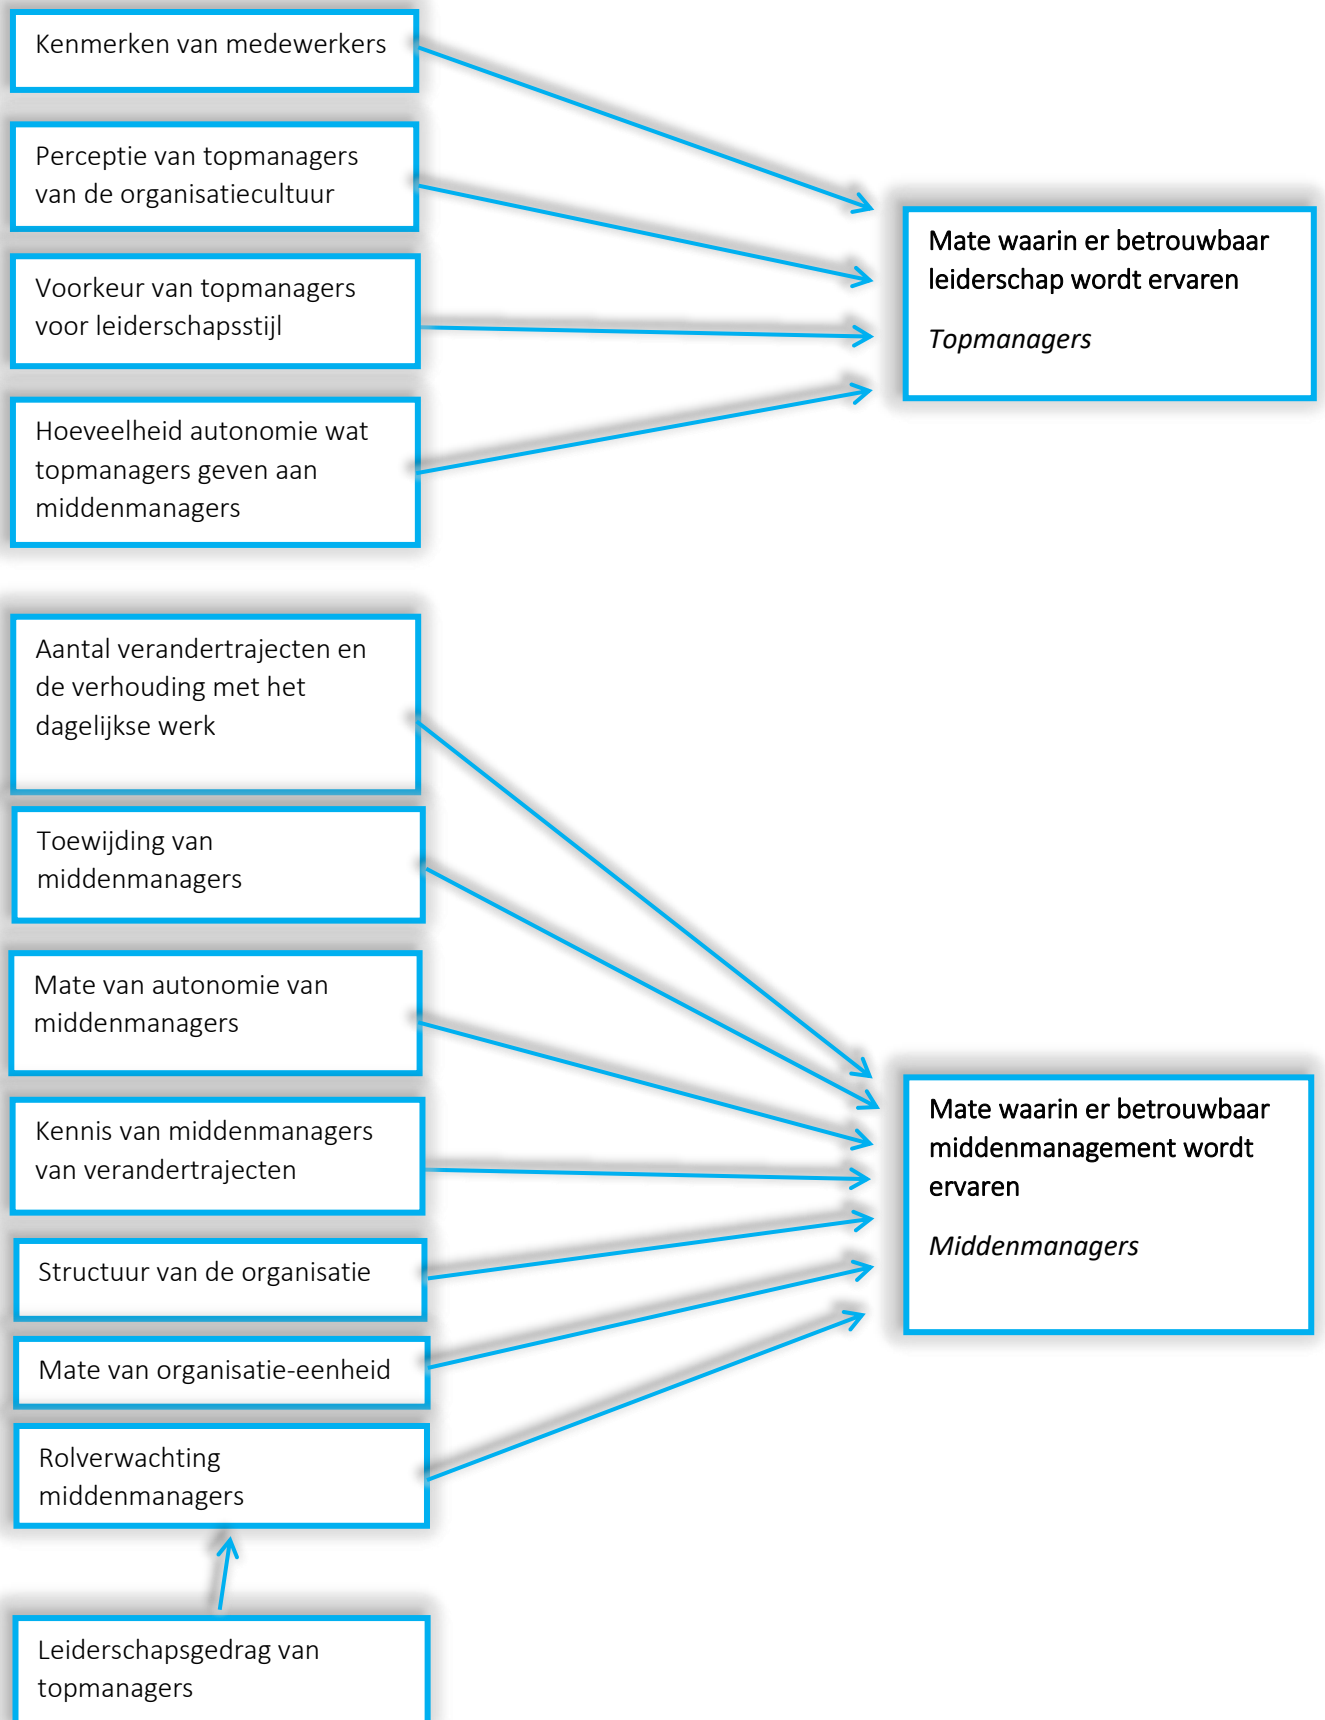 Kenmerken van medewerkers
Perceptie van topmanagers
van de organisatiecultuur
Voorkeur van topmanagers
voor leiderschapsstijl
Hoeveelheid autonomie wat
topmanagers geven aan
middenmanagers
Mate waarin er betrouwbaar
leiderschap wordt ervaren
Topmanagers
Aantal verandertrajecten en
de verhouding met het
dagelijkse werk
Toewijding van
middenmanagers
Mate van autonomie van
middenmanagers
Kennis van middenmanagers
van verandertrajecten
Structuur van de organisatie
Mate van organisatie-eenheid
Rolverwachting
middenmanagers
Leiderschapsgedrag van
topmanagers
Mate waarin er betrouwbaar
middenmanagement wordt
ervaren
Middenmanagers